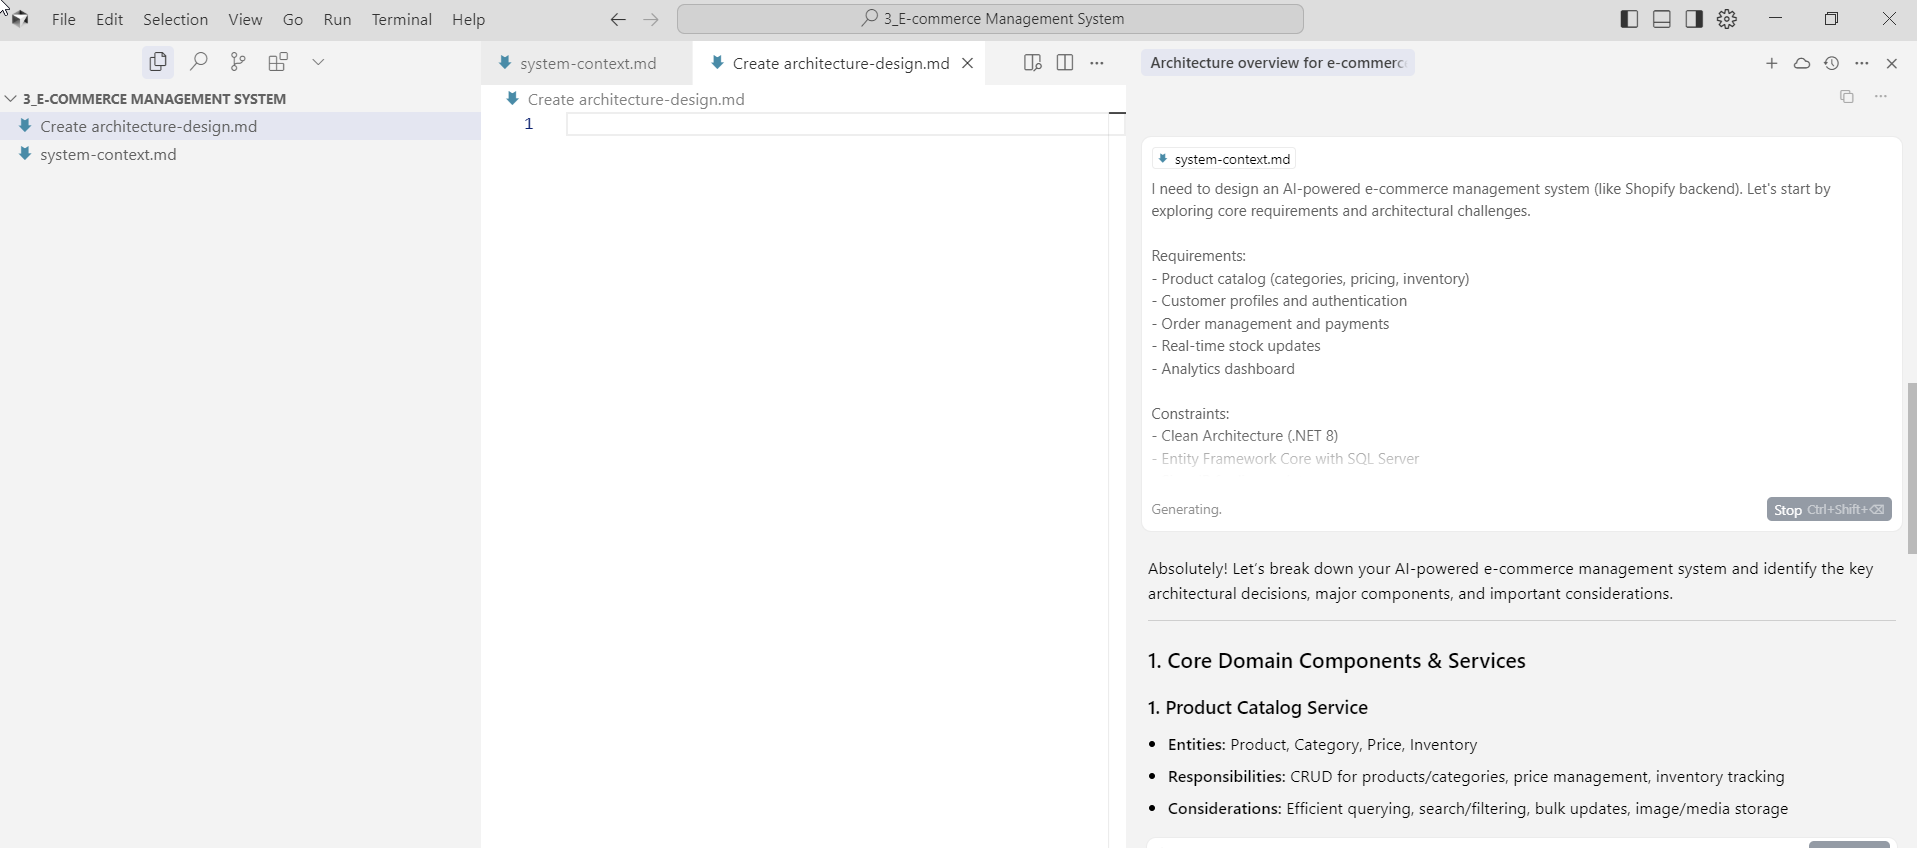 File Edit Selection View Go Run Terminal Help
3_E-commerce Management System
3_E-COMMERCE MANAGEMENT SYSTEM
Create architecture-design.md
system-context.md
system-context.md
Create architecture-design.md
Create architecture-design.md
1
Architecture overview for e-commerc
system-context.md
I need to design an AI-powered e-commerce management system (like Shopify backend). Let's start by
exploring core requirements and architectural challenges.
Requirements:
- Product catalog (categories, pricing, inventory)
- Customer profiles and authentication
- Order management and payments
- Real-time stock updates
- Analytics dashboard
Constraints:
- Clean Architecture (.NET 8)
- Entity Framework Core with SQL Server
Generating.
Stop Ctrl+Shift+⌫
Absolutely! Let's break down your AI-powered e-commerce management system and identify the key
architectural decisions, major components, and important considerations.
1. Core Domain Components & Services
1. Product Catalog Service
• Entities: Product, Category, Price, Inventory
• Responsibilities: CRUD for products/categories, price management, inventory tracking
• Considerations: Efficient querying, search/filtering, bulk updates, image/media storage